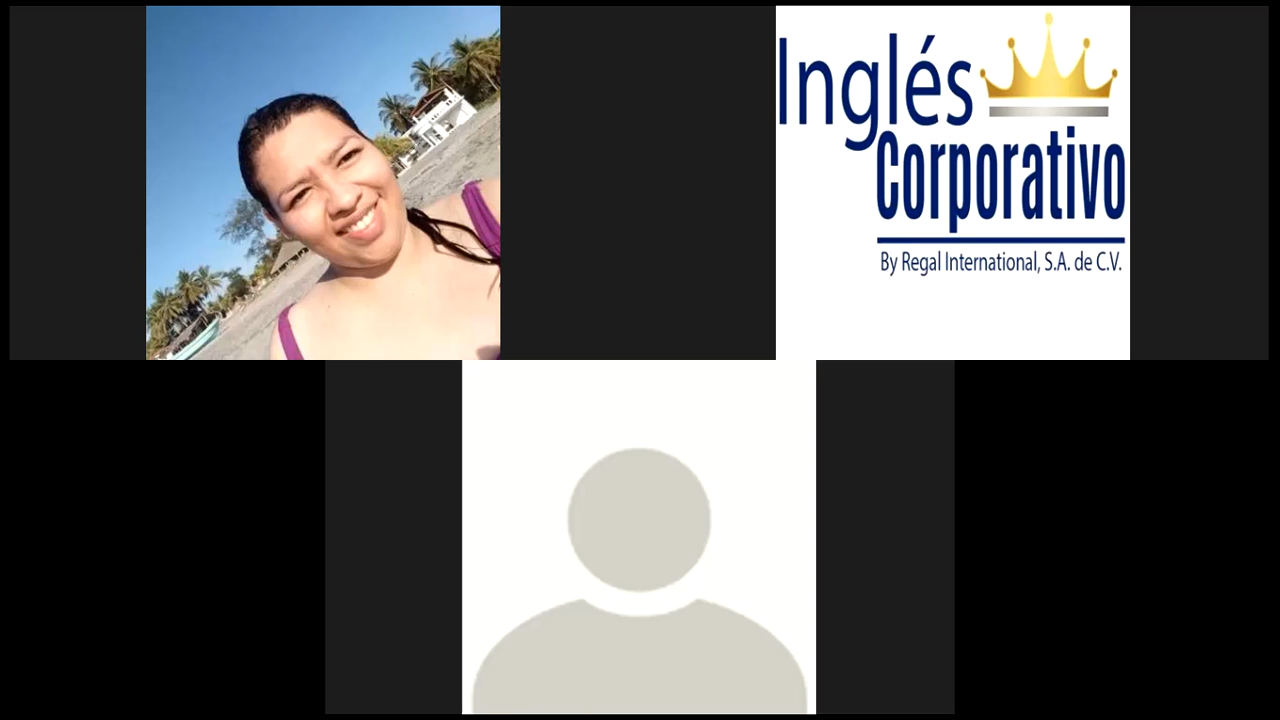 Inglés
Corporativo
By Regal International, S.A. de C.V.